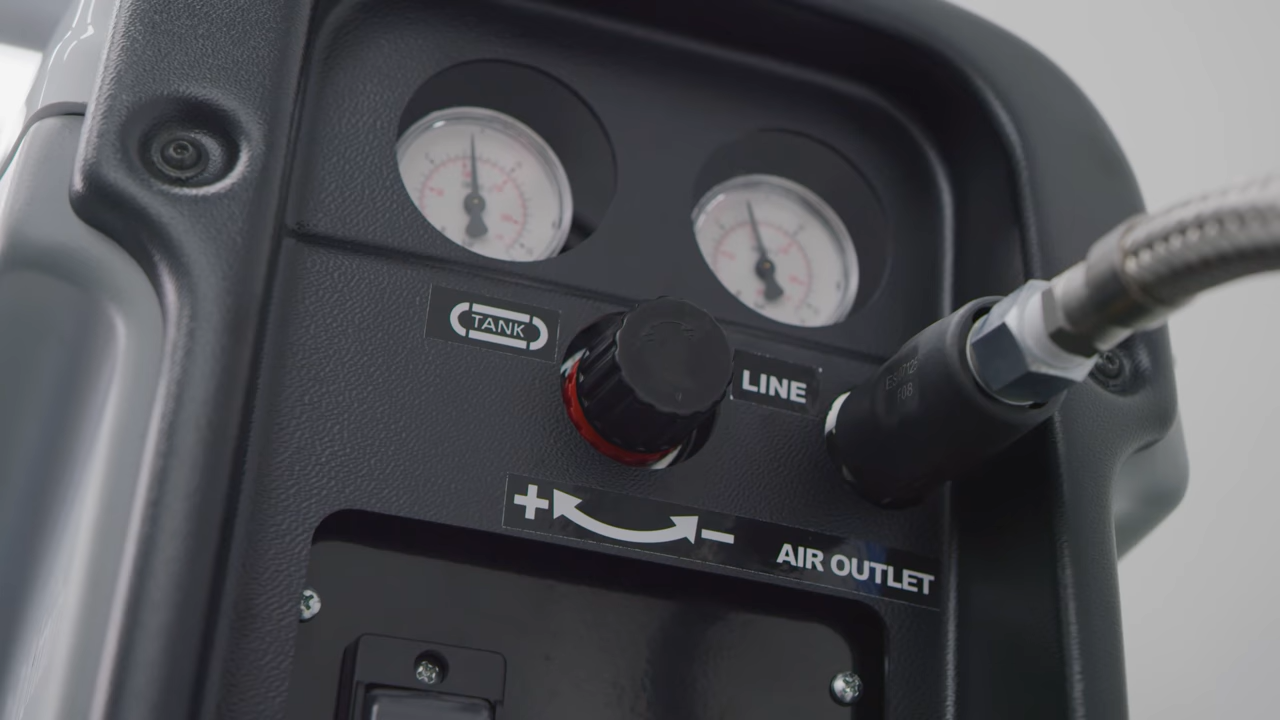 TANK
LINE
+ −
AIR OUTLET